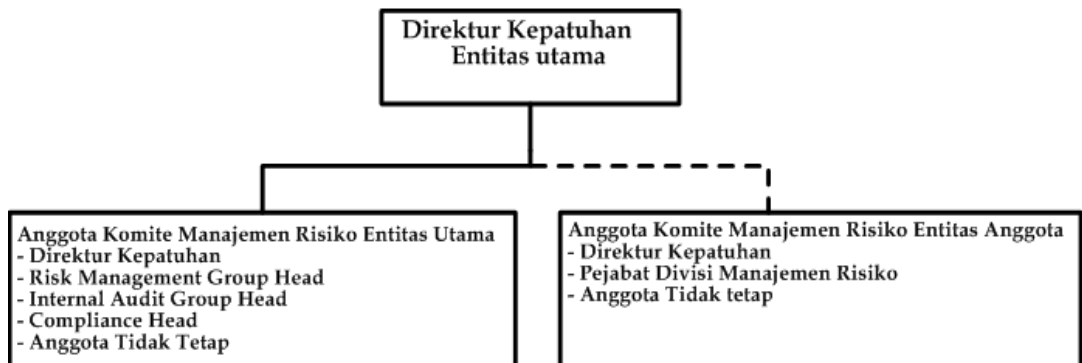 Direktur Kepatuhan
Entitas utama
Anggota Komite Manajemen Risiko Entitas Utama
- Direktur Kepatuhan
- Risk Management Group Head
- Internal Audit Group Head
- Compliance Head
- Anggota Tidak Tetap
Anggota Komite Manajemen Risiko Entitas Anggota
- Direktur Kepatuhan
- Pejabat Divisi Manajemen Risiko
- Anggota Tidak tetap